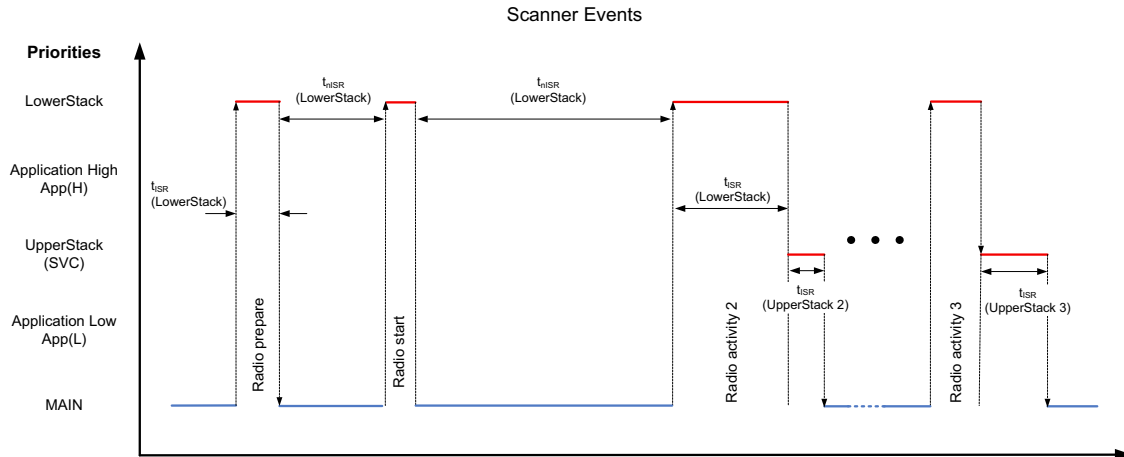 Scanner Events
Priorities
LowerStack
tnISR
(LowerStack)
tnISR
(LowerStack)
Application High
App(H)
tISR
(LowerStack)
tISR
(LowerStack)
UpperStack
(SVC)
tISR
(UpperStack 2)
tISR
(UpperStack 3)
Application Low
App(L)
Radio prepare
Radio start
Radio activity 2
Radio activity 3
MAIN